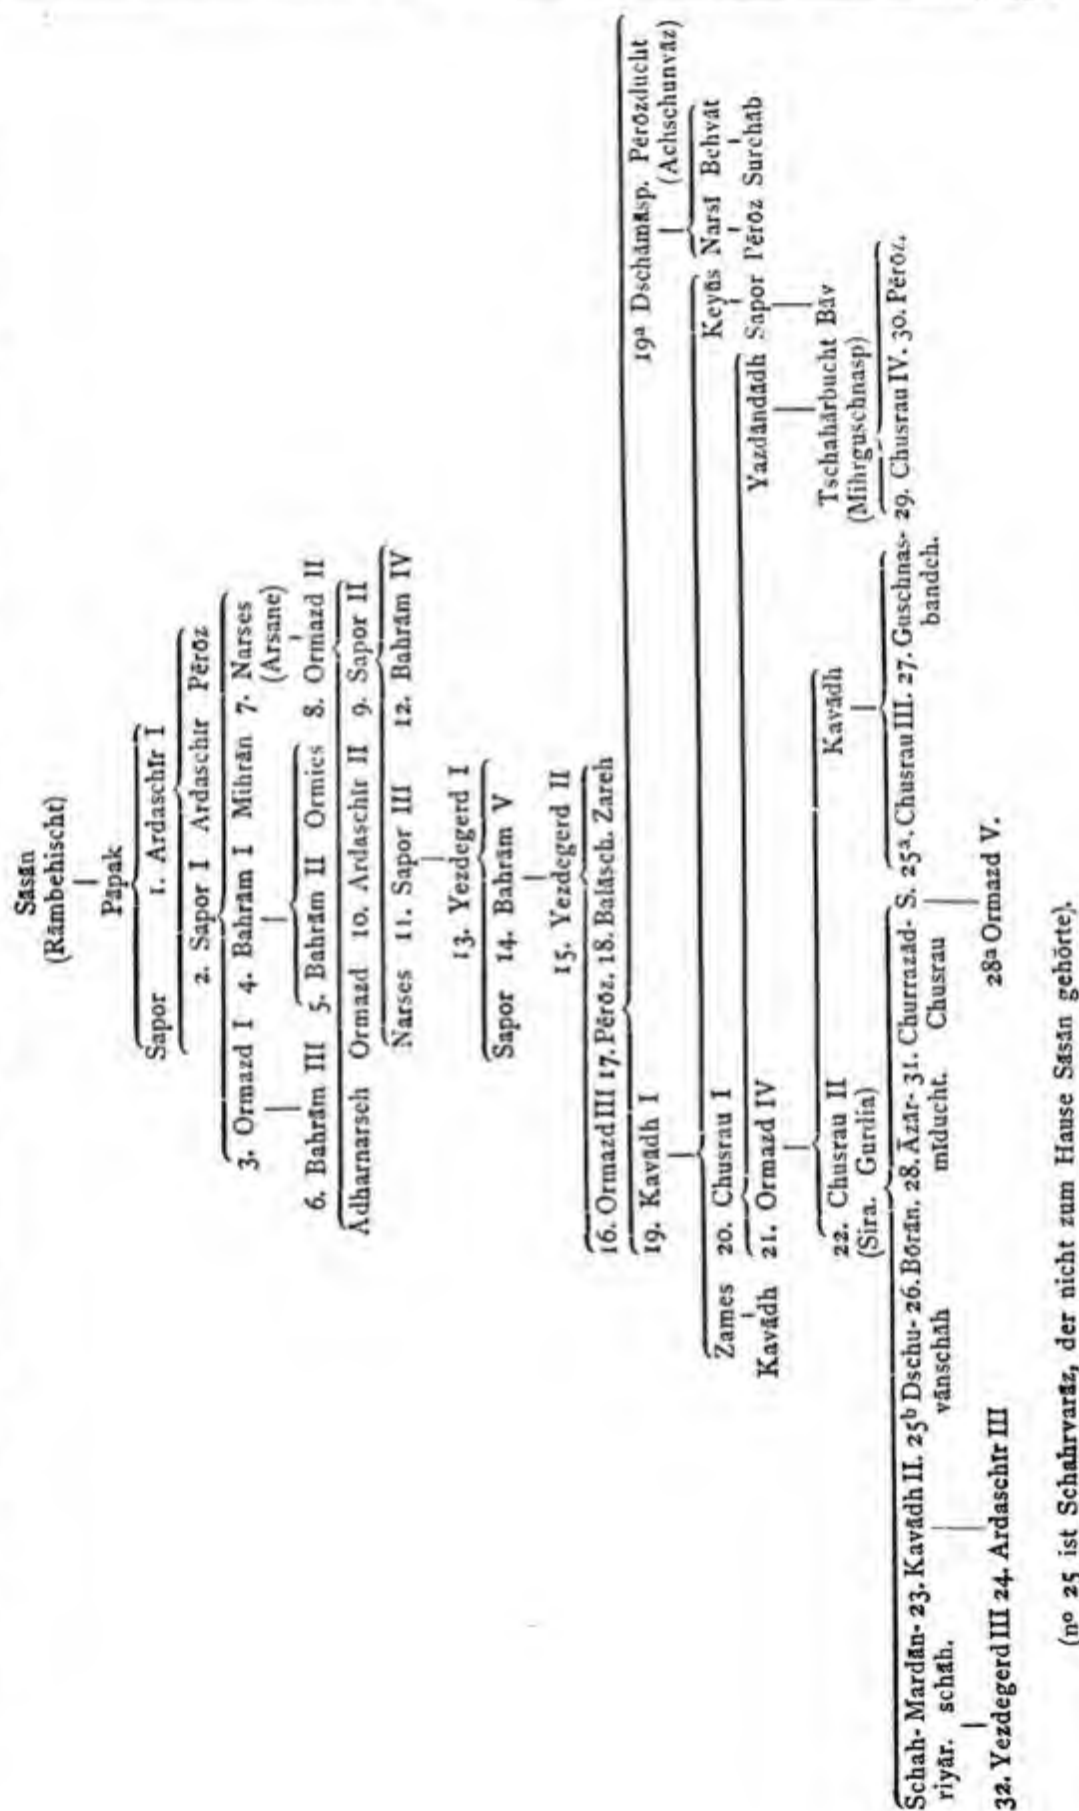 Sāsān
(Rāmbehischt)
Pāpak
Sapor 1. Ardaschīr I
2. Sapor I Ardaschīr Pērōz
3. Ormazd I 4. Bahrām I Mihrān 7. Narses
(Arsane)
6. Bahrām III 5. Bahrām II Ormies 8. Ormazd II
Adharnarseh Ormazd 10. Ardaschīr II 9. Sapor II
Narses 11. Sapor III 12. Bahrām IV
13. Yezdegerd I
Sapor 14. Bahrām V
15. Yezdegerd II
16. Ormazd III 17. Pērōz. 18. Balāsch. Zareh
19. Kavādh I 19ª Dschāmāsp. Pērōzducht
(Achschunvāz)
Zames 20. Chusrau I Keyūs Narsī Behvāt
Kavādh 21. Ormazd IV Yazdāndādh Sapor Pērōz Surchāb
22. Chusrau II Kavādh Tschahārbucht Bāv
(Sira. Gurdia) (Mihrguschnasp)
Schah- Mardān- 23. Kavādh II. 25ᵇ Dschu- 26. Bōrān. 28. Āzār- 31. Churrazād- S. 25ª. Chusrau III. 27. Guschnas- 29. Chusrau IV. 30. Pērōz.
riyār. schāh. vānschāh mīducht. Chusrau bandeh.
32. Yezdegerd III 24. Ardaschīr III 28ª Ormazd V.
(nº 25 ist Schahrvarāz, der nicht zum Hause Sāsān gehörte).